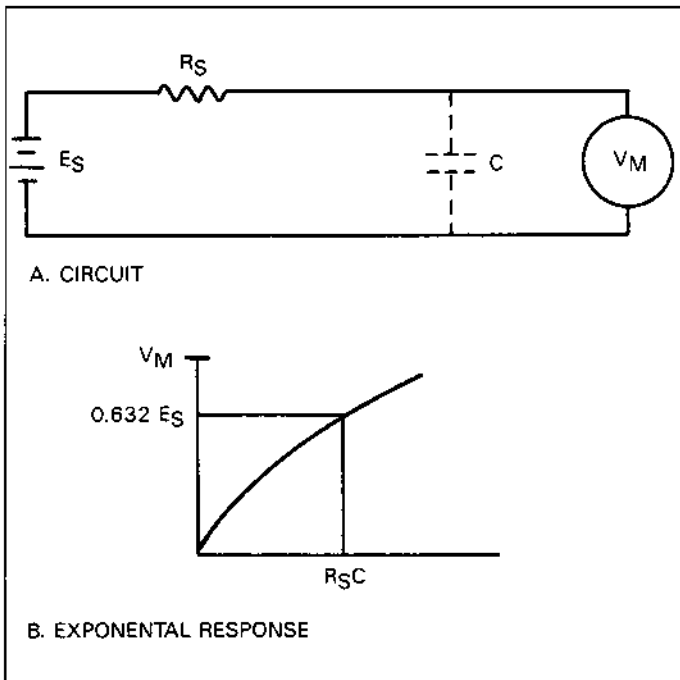 RS
ES
C
VM
A. CIRCUIT
VM
0.632 ES
RSC
B. EXPONENTAL RESPONSE